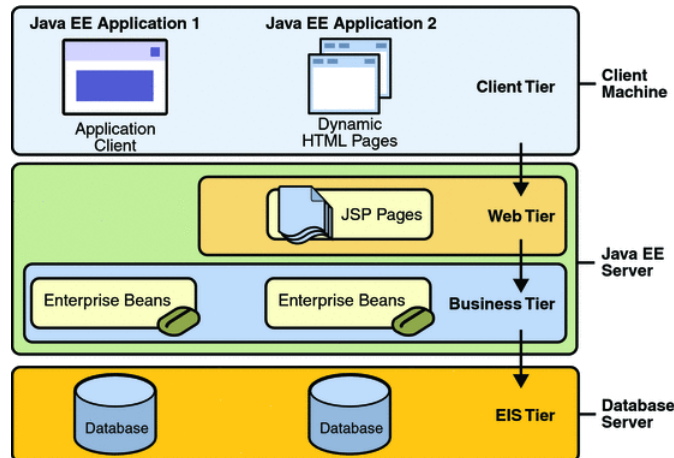 Java EE Application 1
Java EE Application 2
Application
Client
Dynamic
HTML Pages
Client Tier
Client
Machine
JSP Pages
Web Tier
Java EE
Server
Enterprise Beans
Enterprise Beans
Business Tier
Database
Database
EIS Tier
Database
Server